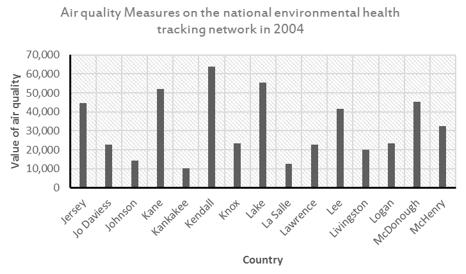 Air quality Measures on the national environmental health
tracking network in 2004
Value of air quality
70,000
60,000
50,000
40,000
30,000
20,000
10,000
0
Jersey
Jo Daviess
Johnson
Kane
Kankakee
Kendall
Knox
Lake
La Salle
Lawrence
Lee
Livingston
Logan
McDonough
McHenry
Country